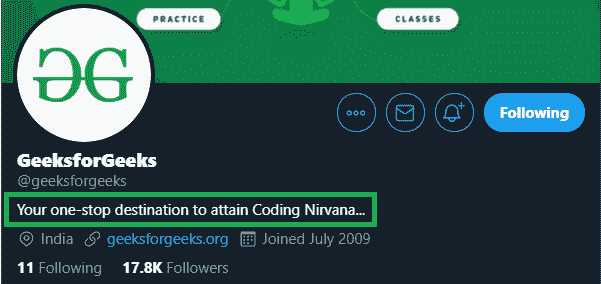 PRACTICE
CLASSES
Following
GeeksforGeeks
@geeksforgeeks
Your one-stop destination to attain Coding Nirvana...
India geeksforgeeks.org Joined July 2009
11 Following 17.8K Followers